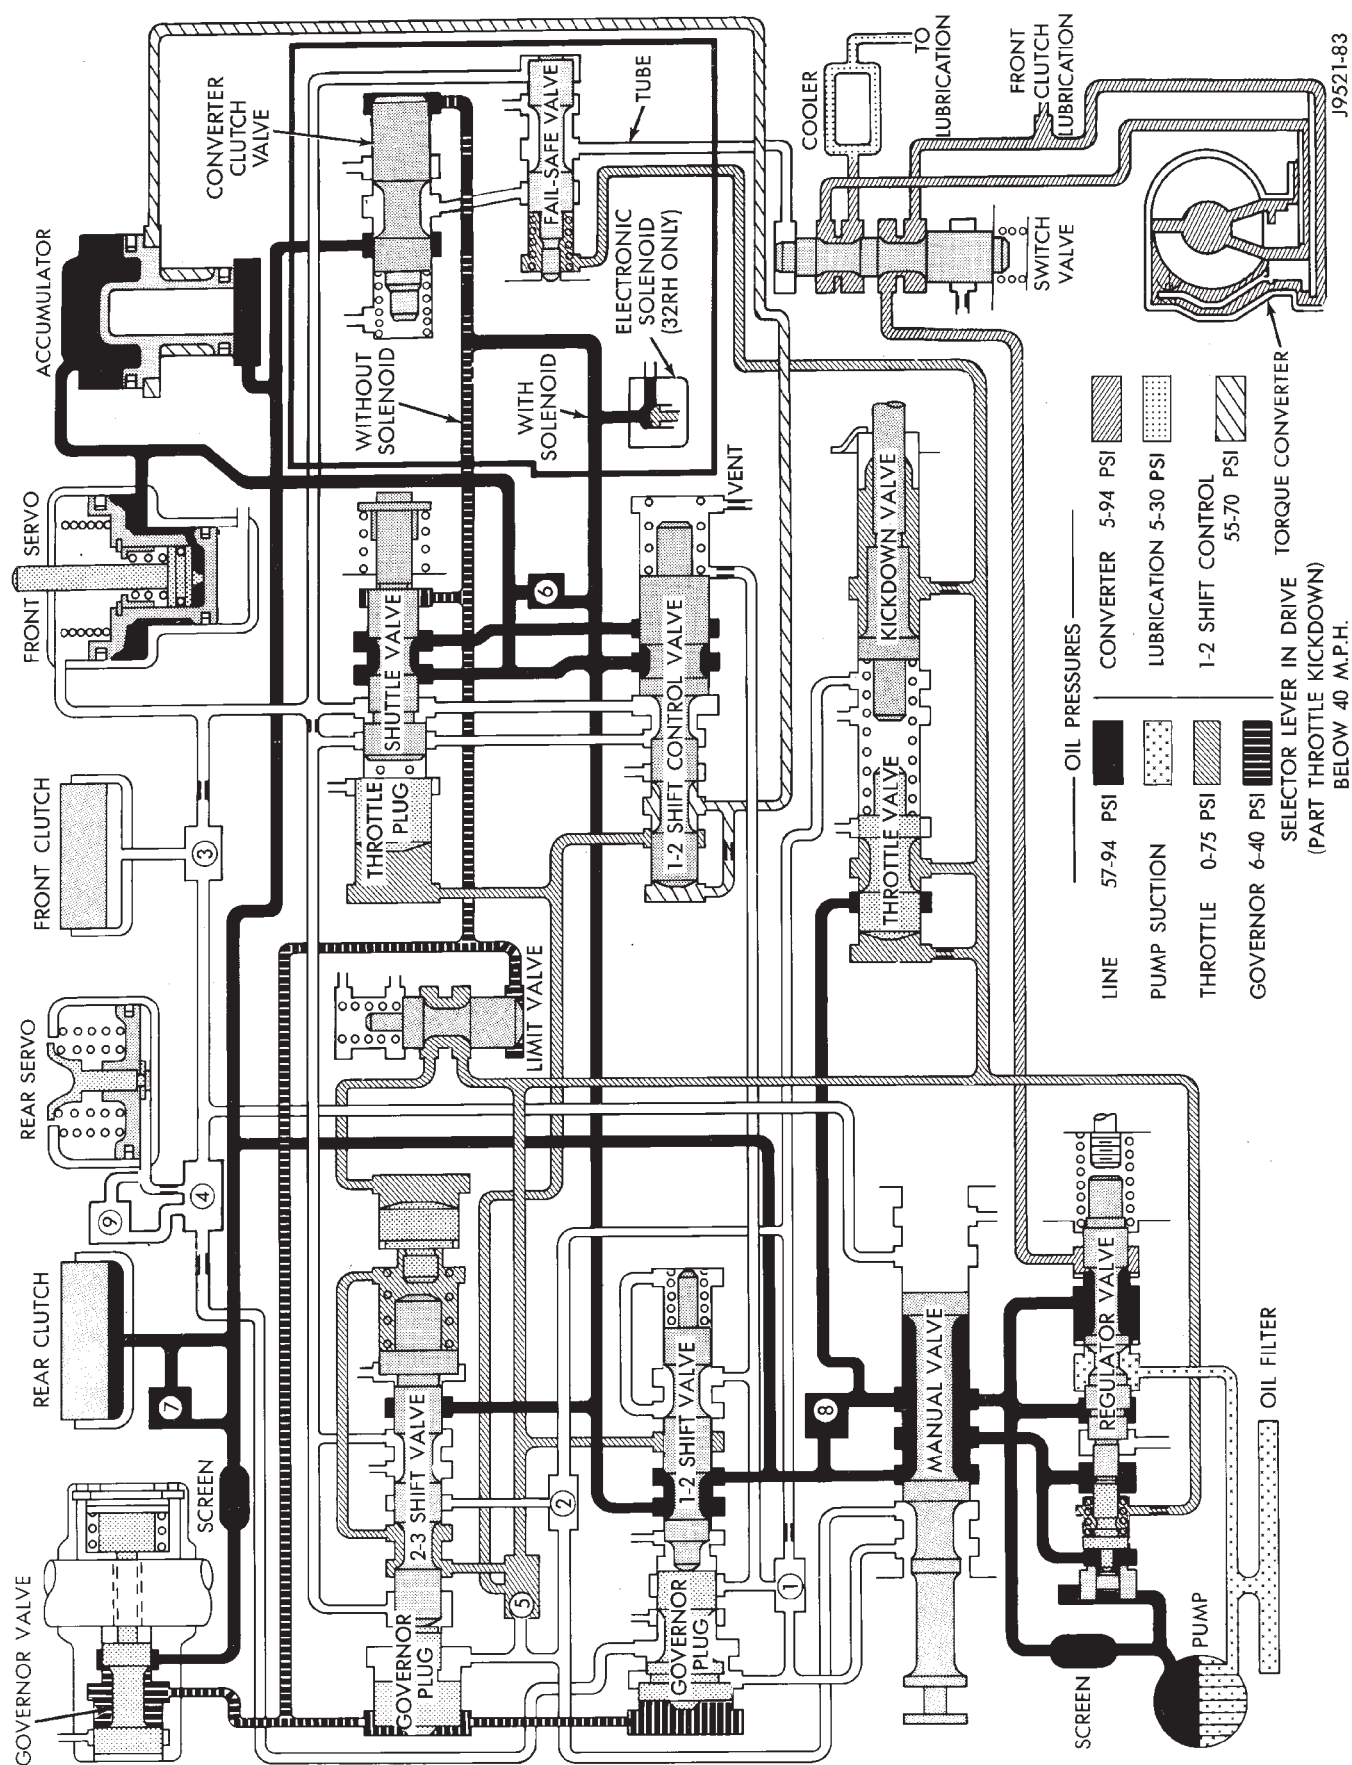 GOVERNOR VALVE
REAR CLUTCH
REAR SERVO
FRONT CLUTCH
FRONT SERVO
ACCUMULATOR
CONVERTER
CLUTCH
VALVE
SCREEN
7
9
4
3
6
WITHOUT
SOLENOID
WITH
SOLENOID
ELECTRONIC
SOLENOID
(32RH ONLY)
FAIL-SAFE VALVE
TUBE
GOVERNOR
PLUG
2-3 SHIFT VALVE
LIMIT VALVE
THROTTLE
PLUG
SHUTTLE VALVE
5
2
GOVERNOR
PLUG
1-2 SHIFT VALVE
1-2 SHIFT CONTROL VALVE
VENT
1
8
MANUAL VALVE
THROTTLE VALVE
KICKDOWN VALVE
SWITCH
VALVE
COOLER
TO
LUBRICATION
FRONT
CLUTCH
LUBRICATION
REGULATOR VALVE
SCREEN
PUMP
OIL FILTER
OIL PRESSURES
LINE 57-94 PSI
PUMP SUCTION
THROTTLE 0-75 PSI
GOVERNOR 6-40 PSI
CONVERTER 5-94 PSI
LUBRICATION 5-30 PSI
1-2 SHIFT CONTROL
55-70 PSI
SELECTOR LEVER IN DRIVE
(PART THROTTLE KICKDOWN)
BELOW 40 M.P.H.
TORQUE CONVERTER
J9521-83